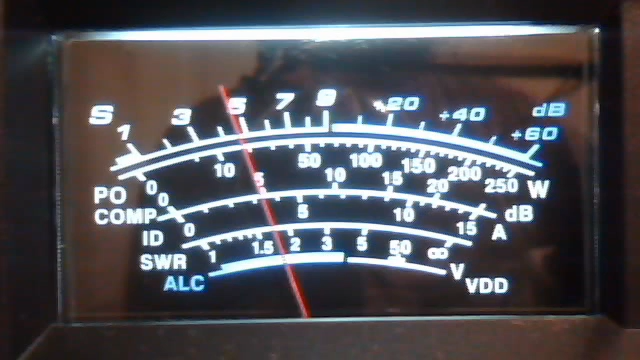 S 1 3 5 7 9 +20 +40 +60 dB
PO 0 10 50 100 150 200 250 W
COMP 0 5 10 15 20 dB
ID 0 5 10 15 A
SWR 1 1.5 2 3 5 50 ∞
ALC V VDD